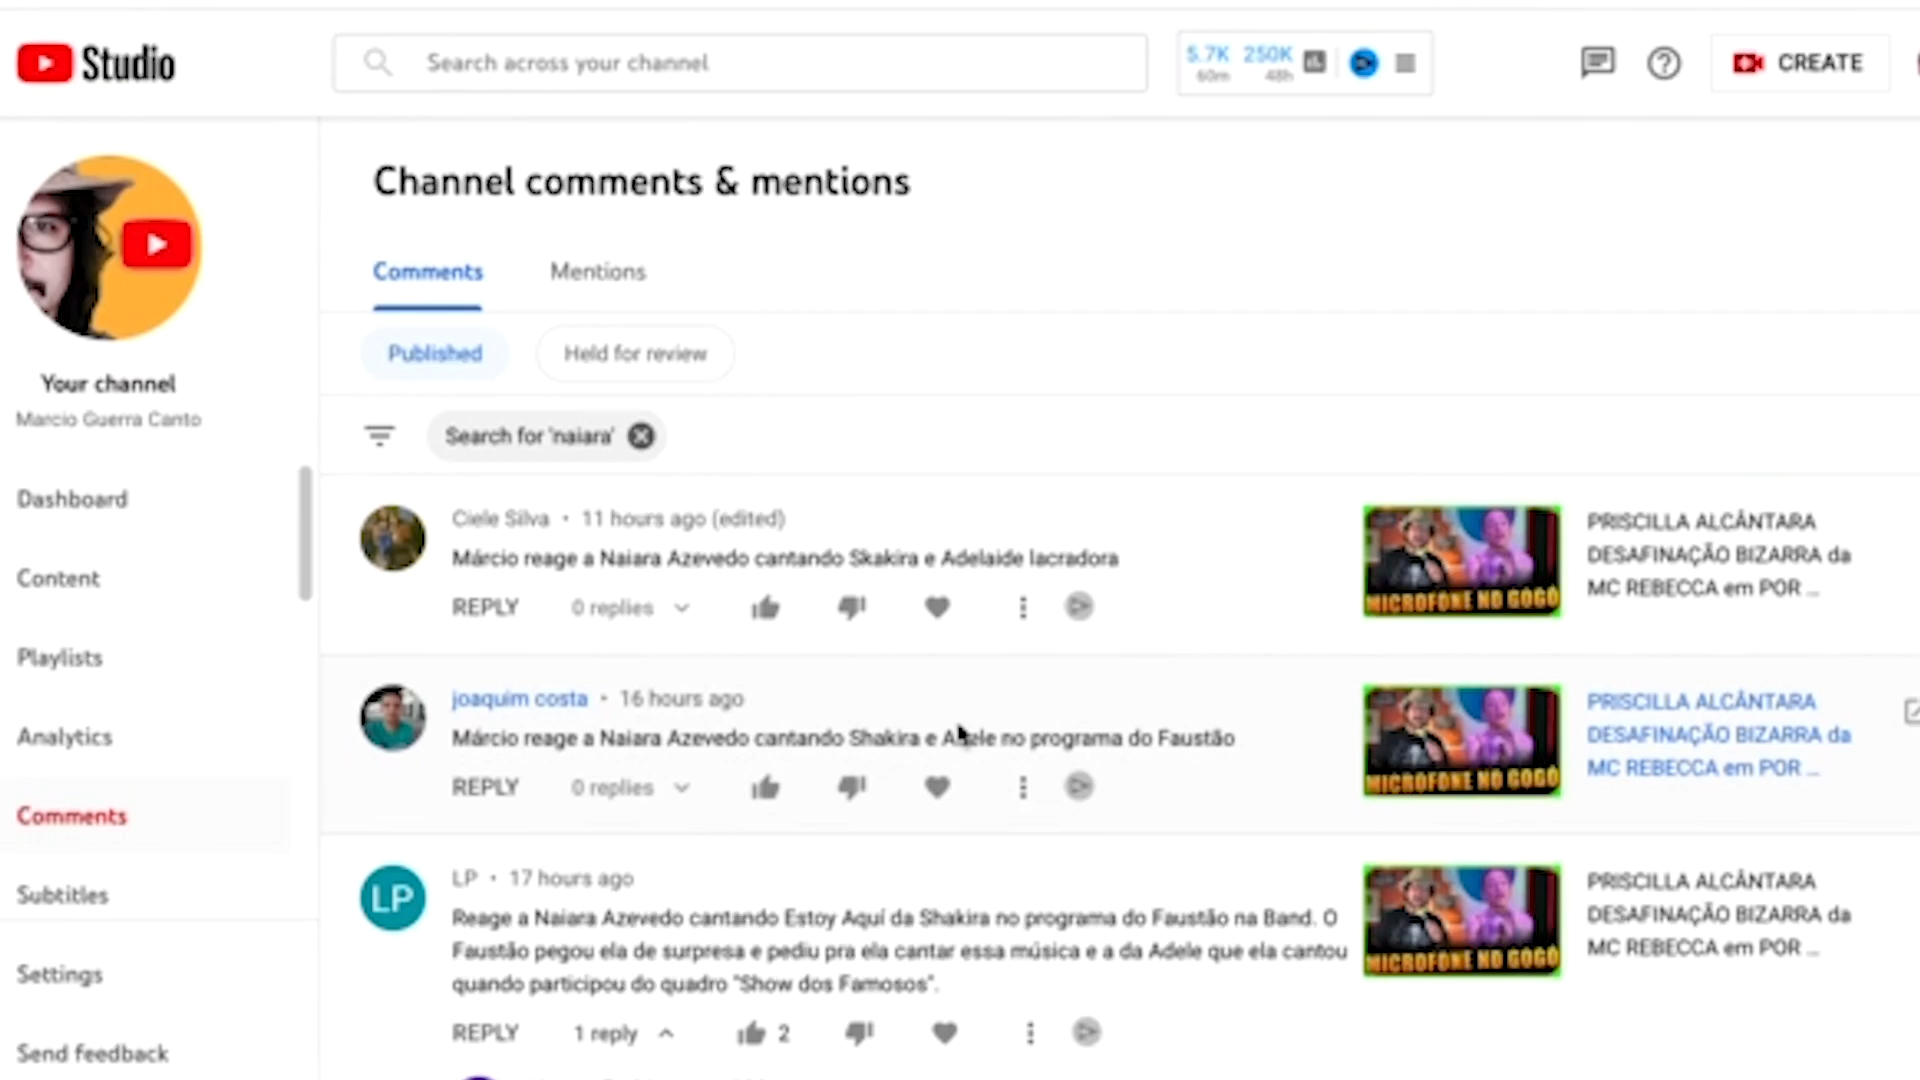 Studio
Search across your channel
5.7K 250K
60m 48h
CREATE
Your channel
Marcio Guerra Canto
Dashboard
Content
Playlists
Analytics
Comments
Subtitles
Settings
Send feedback
Channel comments & mentions
Comments Mentions
Published Held for review
Search for 'naiara'
Ciele Silva • 11 hours ago (edited)
Márcio reage a Naiara Azevedo cantando Skakira e Adelaide lacradora
REPLY 0 replies
MICROFONE NO GOGÓ
PRISCILLA ALCÂNTARA
DESAFINAÇÃO BIZARRA da
MC REBECCA em POR ...
joaquim costa • 16 hours ago
Márcio reage a Naiara Azevedo cantando Shakira e Adele no programa do Faustão
REPLY 0 replies
MICROFONE NO GOGÓ
PRISCILLA ALCÂNTARA
DESAFINAÇÃO BIZARRA da
MC REBECCA em POR ...
LP
LP • 17 hours ago
Reage a Naiara Azevedo cantando Estoy Aquí da Shakira no programa do Faustão na Band. O
Faustão pegou ela de surpresa e pediu pra ela cantar essa música e a da Adele que ela cantou
quando participou do quadro "Show dos Famosos".
REPLY 1 reply 2
MICROFONE NO GOGÓ
PRISCILLA ALCÂNTARA
DESAFINAÇÃO BIZARRA da
MC REBECCA em POR ...